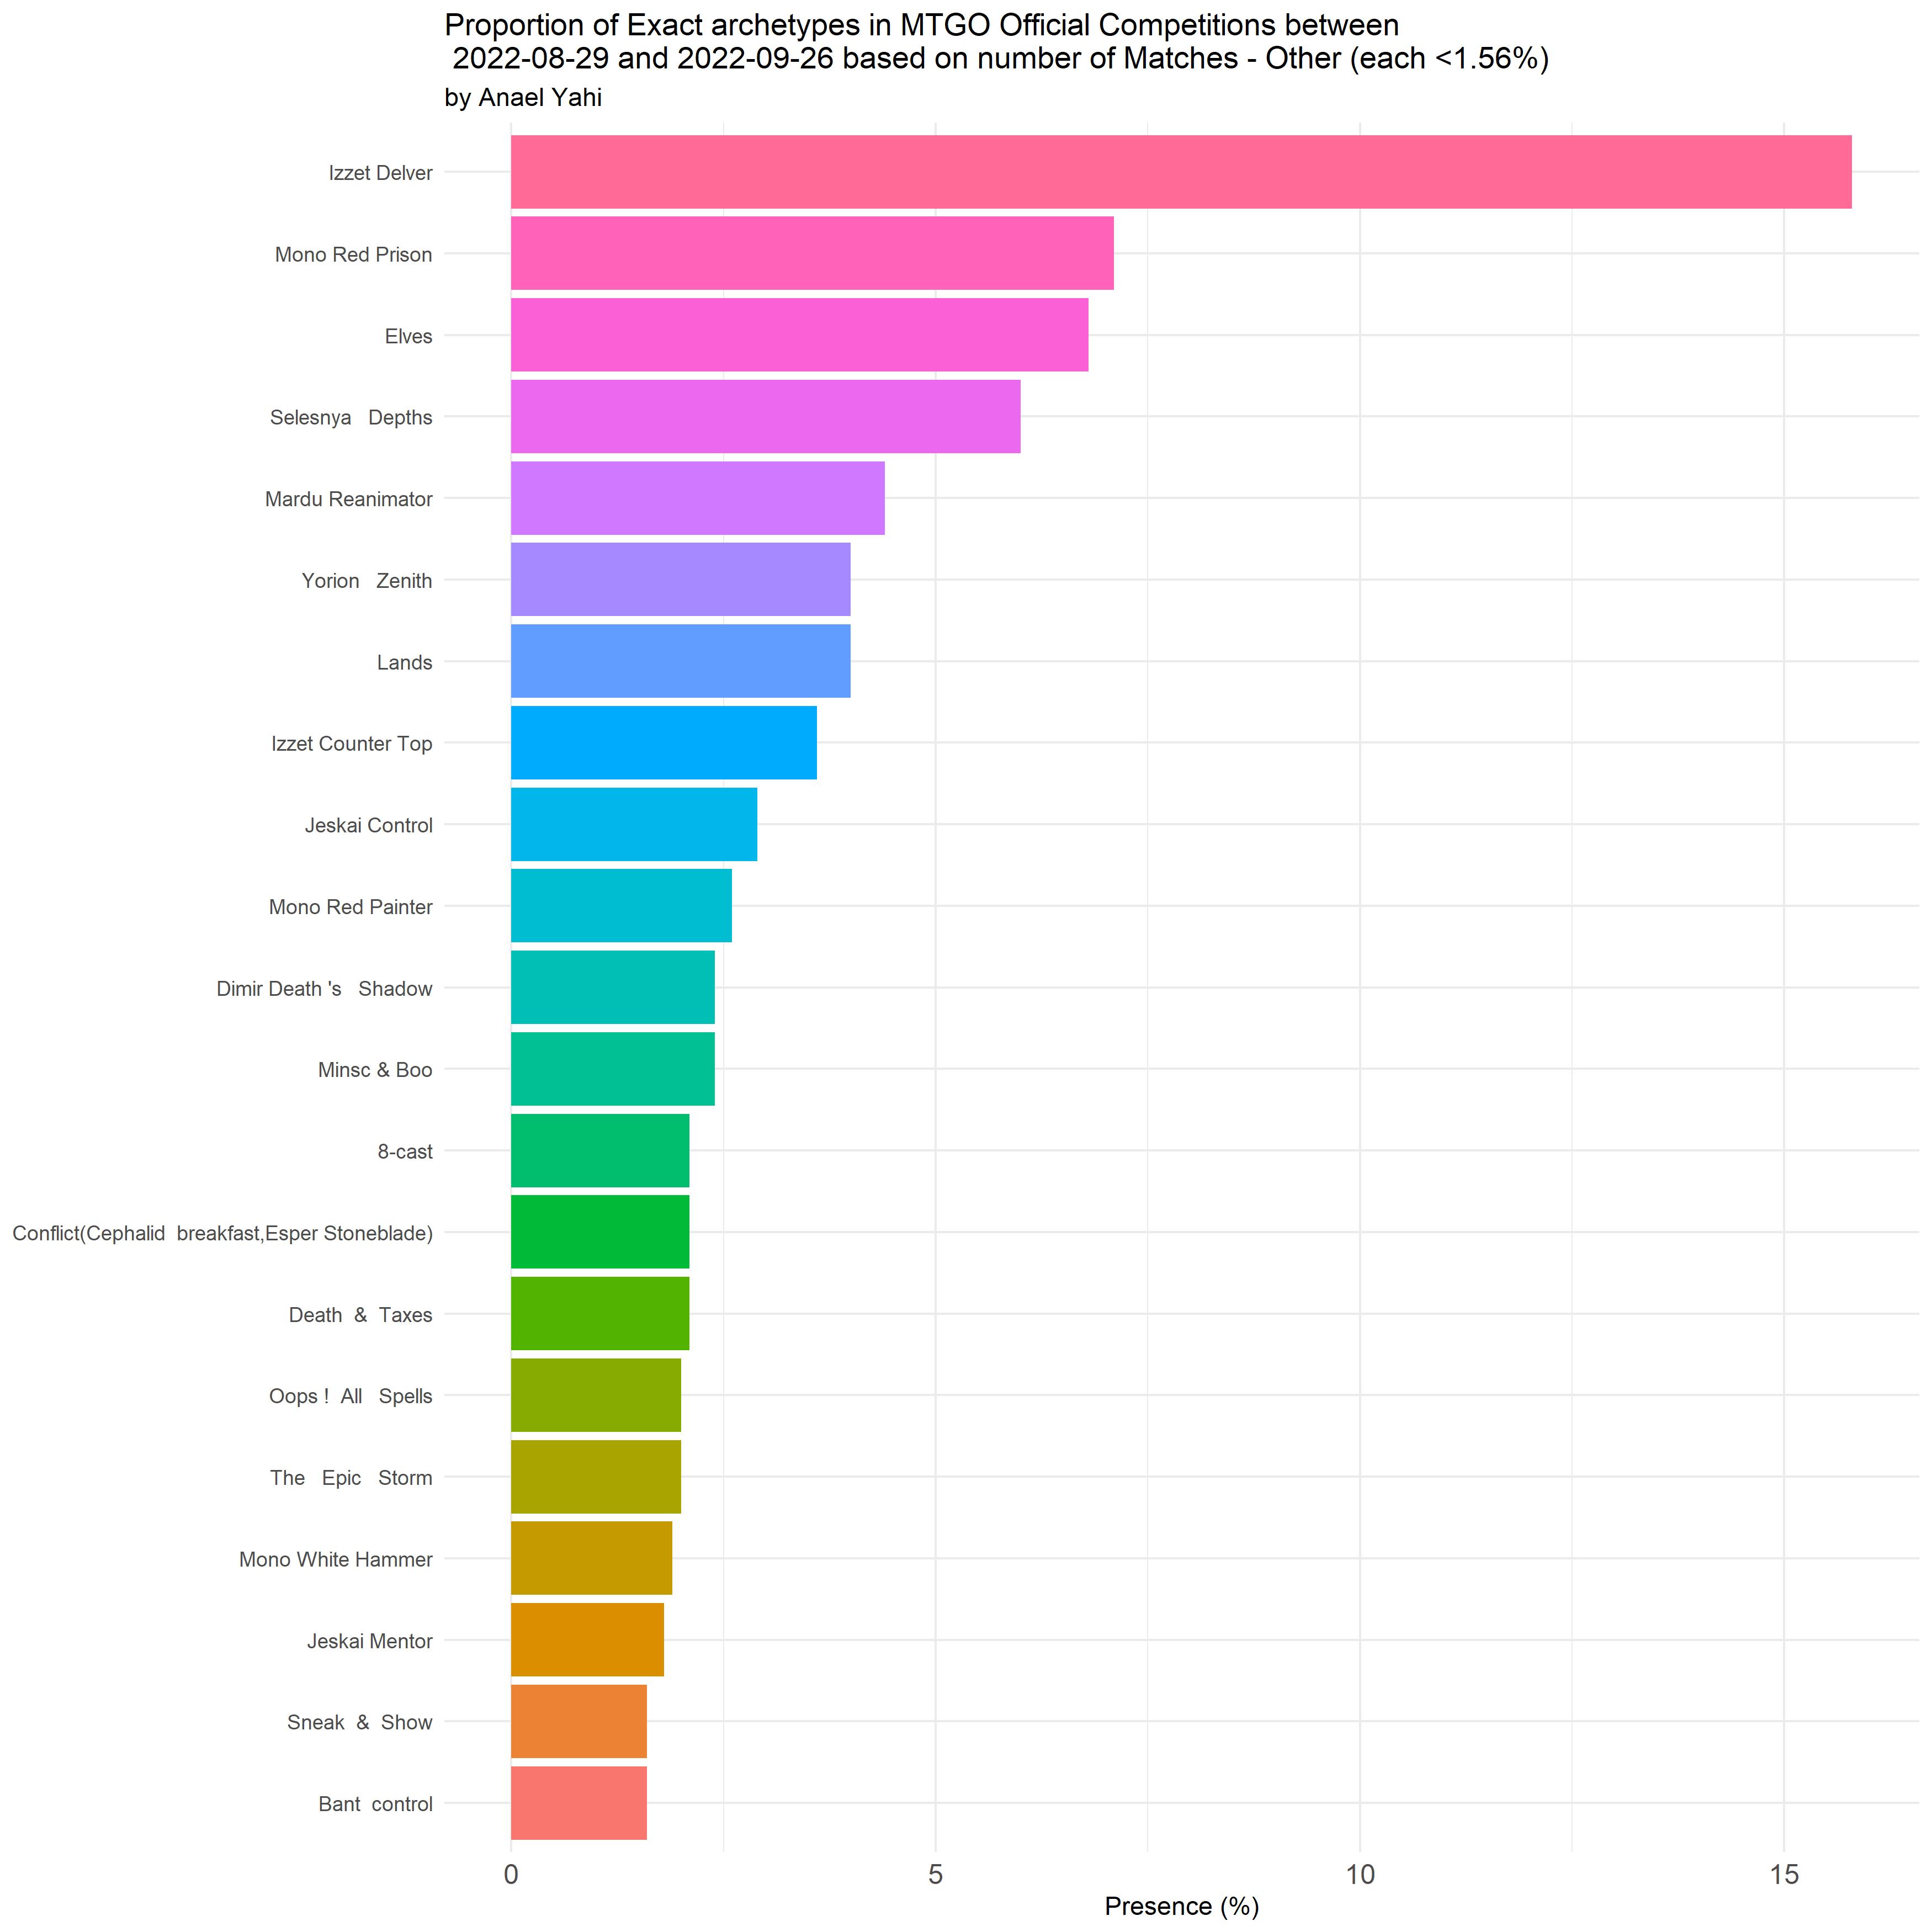 Proportion of Exact archetypes in MTGO Official Competitions between
2022-08-29 and 2022-09-26 based on number of Matches - Other (each <1.56%)
by Anael Yahi
Izzet Delver
Mono Red Prison
Elves
Selesnya   Depths
Mardu Reanimator
Yorion   Zenith
Lands
Izzet Counter Top
Jeskai Control
Mono Red Painter
Dimir Death 's   Shadow
Minsc & Boo
8-cast
Conflict(Cephalid  breakfast,Esper Stoneblade)
Death  &  Taxes
Oops !  All   Spells
The   Epic   Storm
Mono White Hammer
Jeskai Mentor
Sneak  &  Show
Bant  control
0 5 10 15
Presence (%)